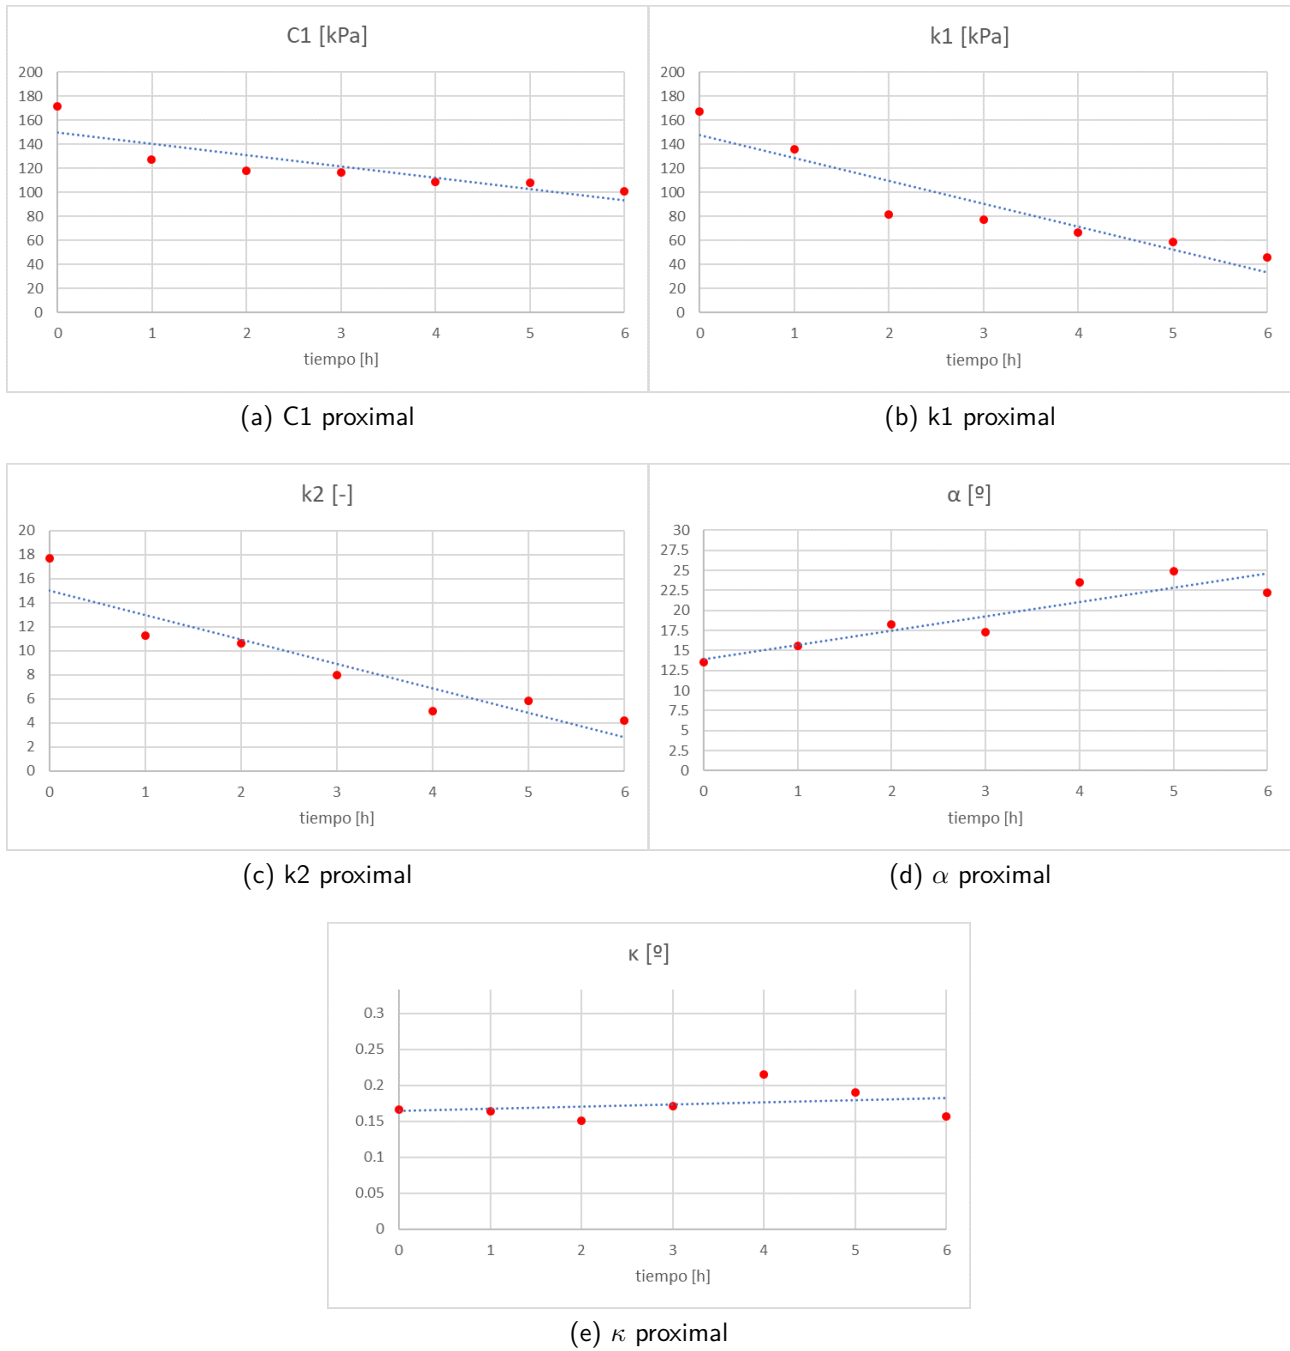 C1 [kPa]
200
180
160
140
120
100
80
60
40
20
0
0 1 2 3 4 5 6
tiempo [h]
(a) C1 proximal
k1 [kPa]
200
180
160
140
120
100
80
60
40
20
0
0 1 2 3 4 5 6
tiempo [h]
(b) k1 proximal
k2 [-]
20
18
16
14
12
10
8
6
4
2
0
0 1 2 3 4 5 6
tiempo [h]
(c) k2 proximal
α [º]
30
27.5
25
22.5
20
17.5
15
12.5
10
7.5
5
2.5
0
0 1 2 3 4 5 6
tiempo [h]
(d) α proximal
κ [º]
0.3
0.25
0.2
0.15
0.1
0.05
0
0 1 2 3 4 5 6
tiempo [h]
(e) κ proximal